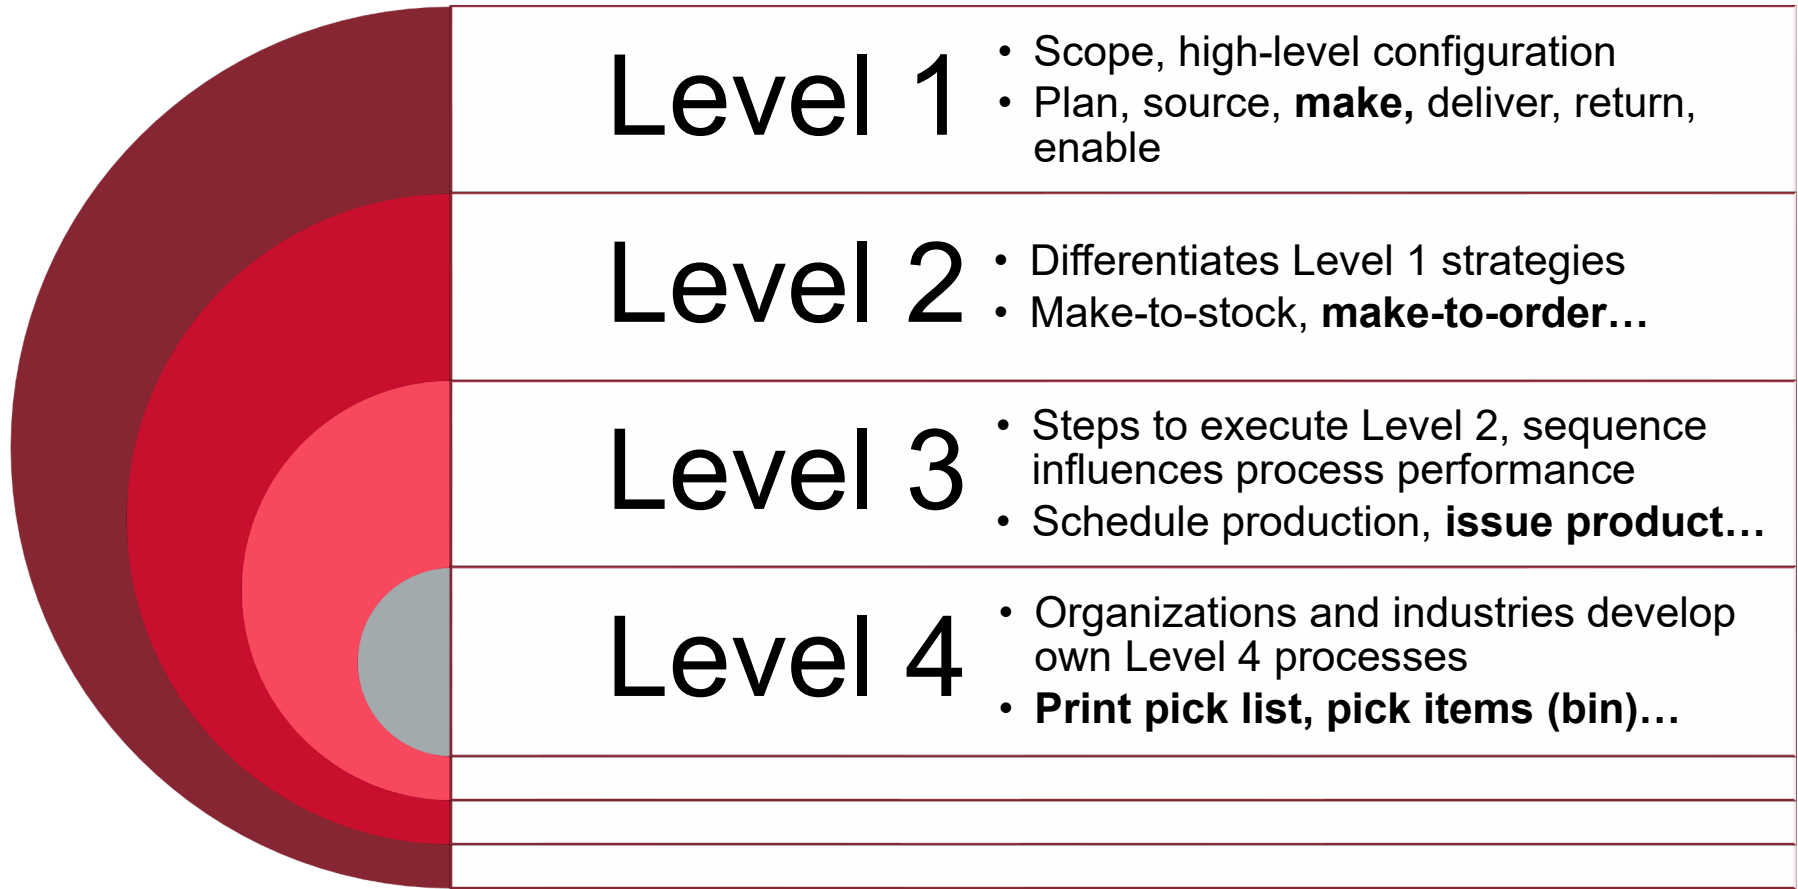 Level 1
• Scope, high-level configuration
• Plan, source, make, deliver, return,
enable
Level 2
• Differentiates Level 1 strategies
• Make-to-stock, make-to-order…
Level 3
• Steps to execute Level 2, sequence
influences process performance
• Schedule production, issue product…
Level 4
• Organizations and industries develop
own Level 4 processes
• Print pick list, pick items (bin)…